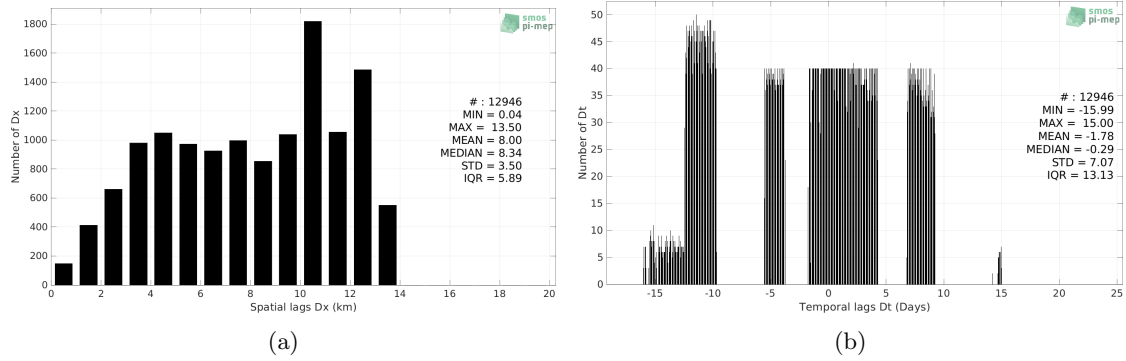 smos
pi-mep
Number of Dx
1800
1600
1400
1200
1000
800
600
400
200
0
# : 12946
MIN = 0.04
MAX = 13.50
MEAN = 8.00
MEDIAN = 8.34
STD = 3.50
IQR = 5.89
0 2 4 6 8 10 12 14 16 18 20
Spatial lags Dx (km)
(a)
smos
pi-mep
Number of Dt
50
45
40
35
30
25
20
15
10
5
0
# : 12946
MIN = -15.99
MAX = 15.00
MEAN = -1.78
MEDIAN = -0.29
STD = 7.07
IQR = 13.13
-15 -10 -5 0 5 10 15 20 25
Temporal lags Dt (Days)
(b)